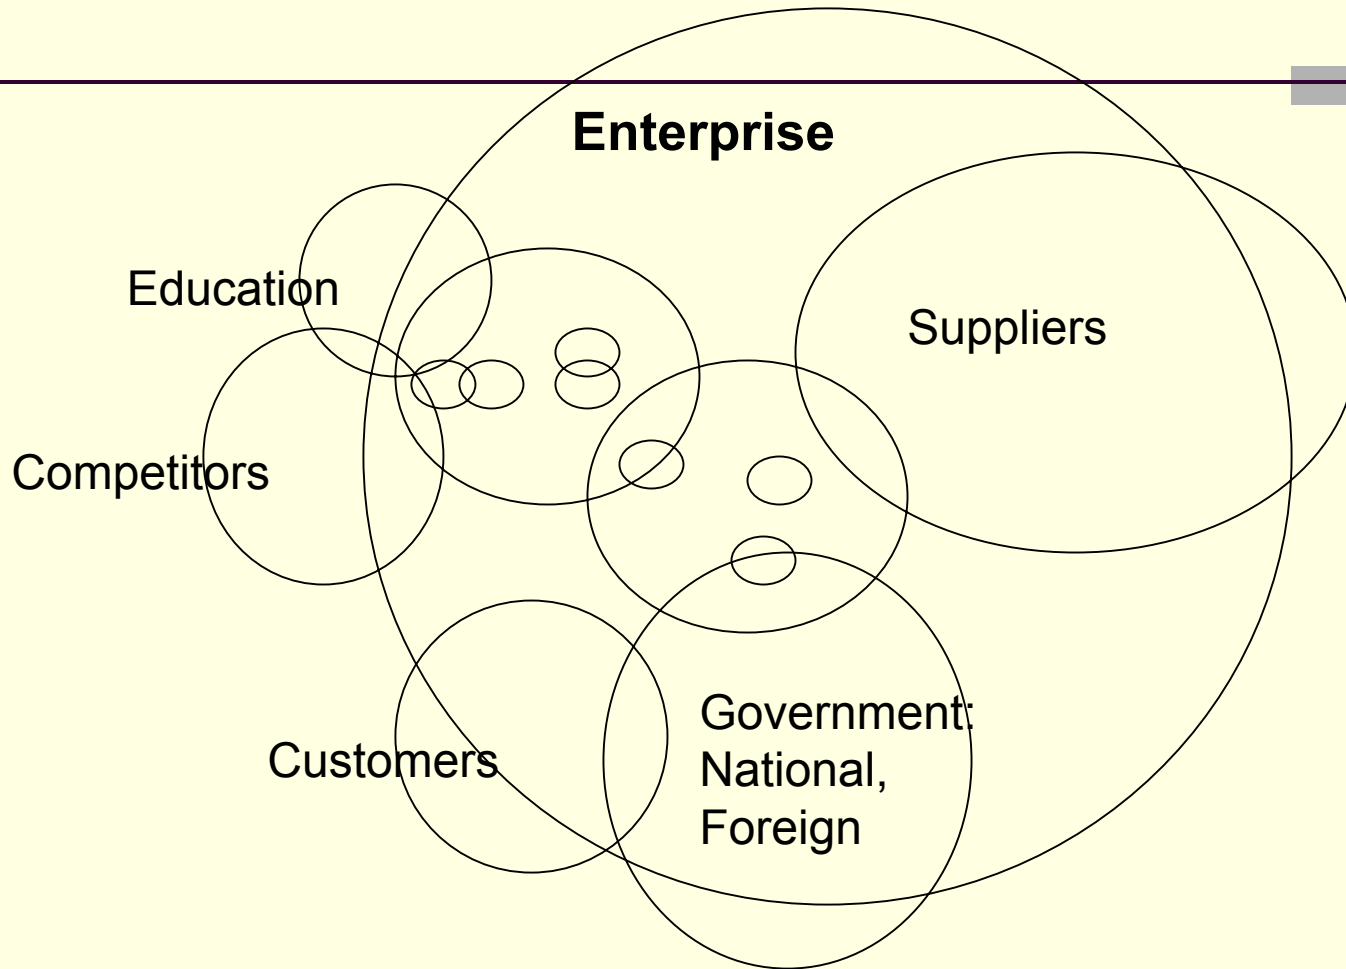 Enterprise
Education
Suppliers
Competitors
Customers
Government:
National,
Foreign